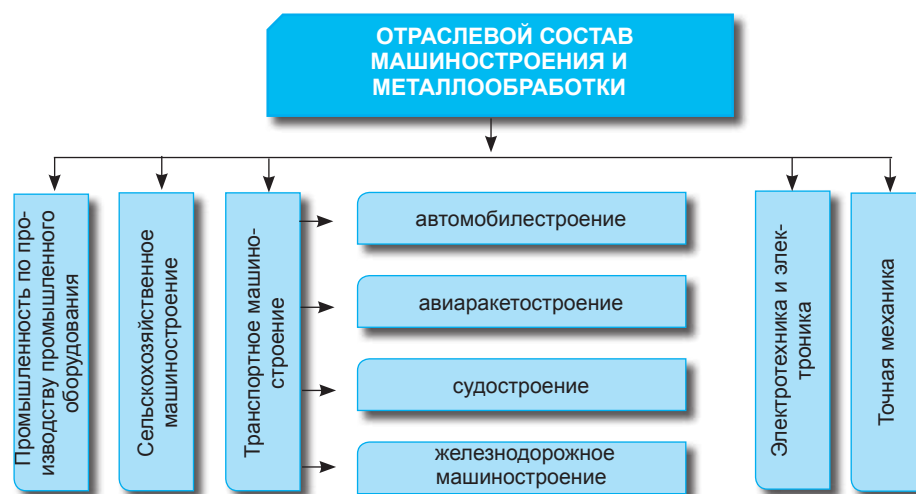 ОТРАСЛЕВОЙ СОСТАВ
МАШИНОСТРОЕНИЯ И
МЕТАЛЛООБРАБОТКИ
Промышленность по про-
изводству промышленного
оборудования
Сельскохозяйственное
машиностроение
Транспортное машино-
строение
автомобилестроение
авиаракетостроение
судостроение
железнодорожное
машиностроение
Электротехника и элек-
троника
Точная механика